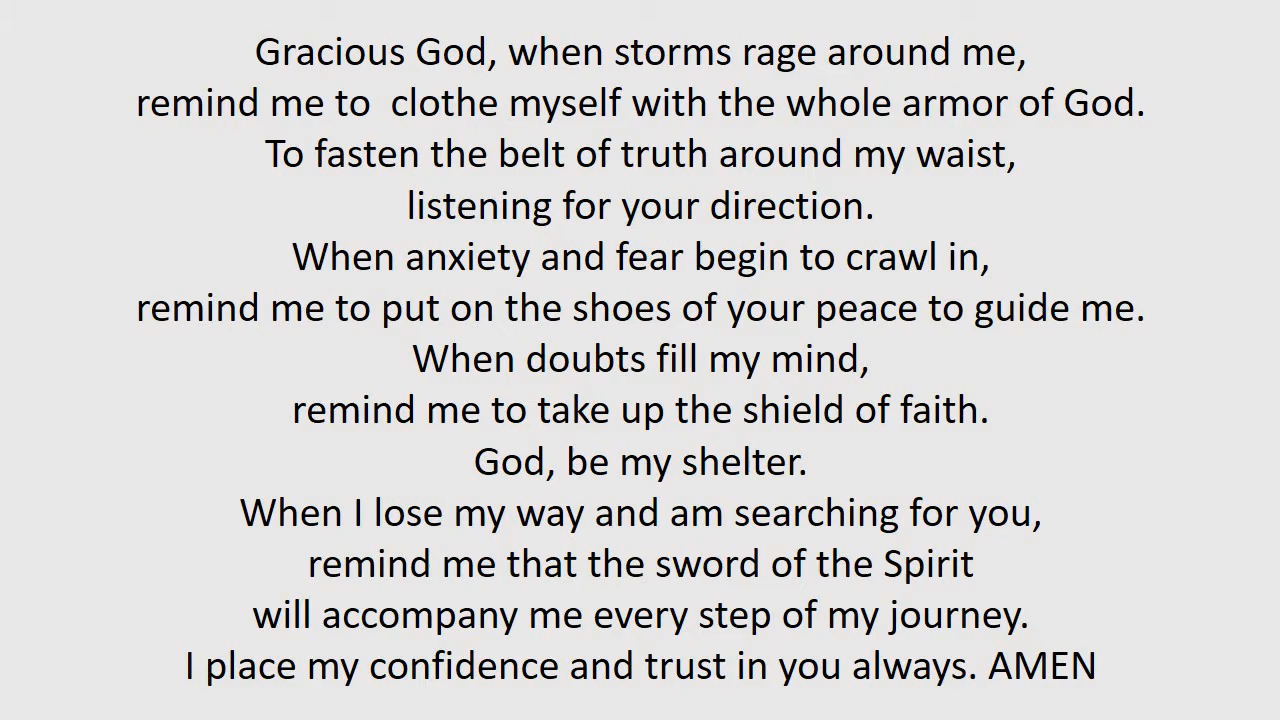 Gracious God, when storms rage around me,
remind me to  clothe myself with the whole armor of God.
To fasten the belt of truth around my waist,
listening for your direction.
When anxiety and fear begin to crawl in,
remind me to put on the shoes of your peace to guide me.
When doubts fill my mind,
remind me to take up the shield of faith.
God, be my shelter.
When I lose my way and am searching for you,
remind me that the sword of the Spirit
will accompany me every step of my journey.
I place my confidence and trust in you always. AMEN